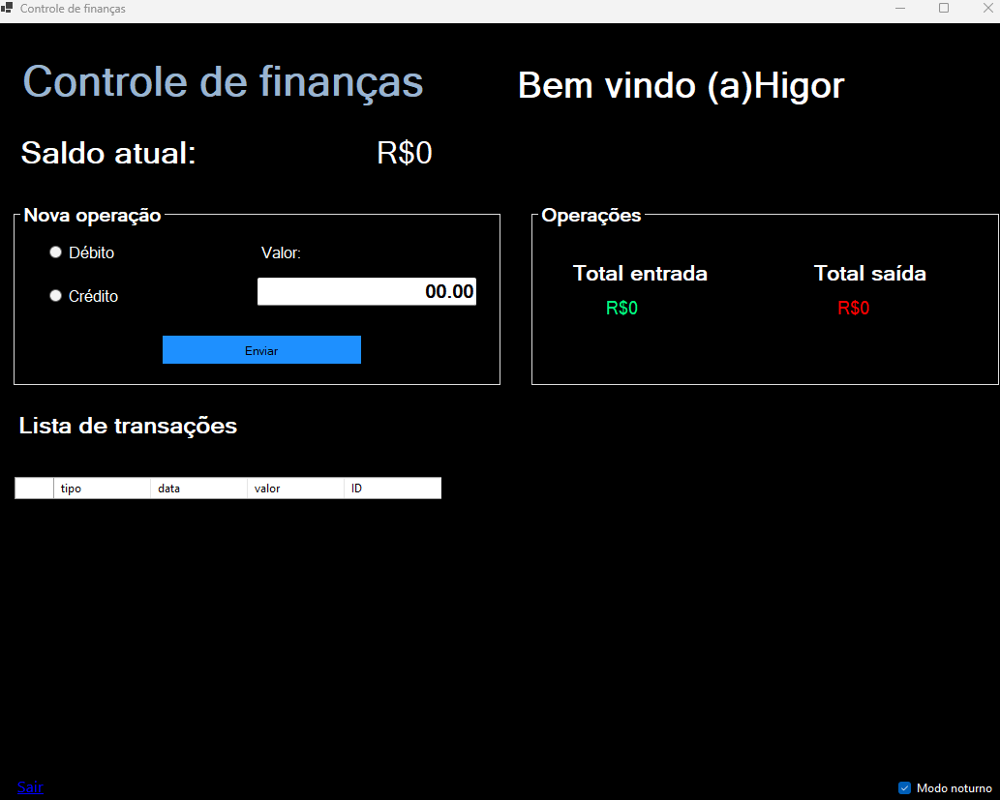 Controle de finanças
Controle de finanças
Bem vindo (a)Higor
Saldo atual:
R$0
Nova operação
Débito
Valor:
Crédito
00.00
Enviar
Operações
Total entrada
Total saída
R$0
R$0
Lista de transações
tipo data valor ID
Sair
Modo noturno